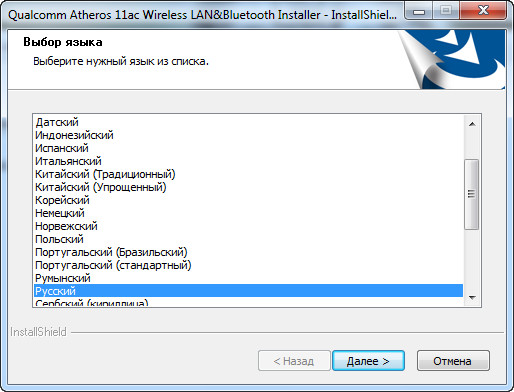 Qualcomm Atheros 11ac Wireless LAN&Bluetooth Installer - InstallShiel...
Выбор языка
Выберите нужный язык из списка.
Датский
Индонезийский
Испанский
Итальянский
Китайский (Традиционный)
Китайский (Упрощенный)
Корейский
Немецкий
Норвежский
Польский
Португальский (Бразильский)
Португальский (стандартный)
Румынский
Русский
Сербский (кириллица)
InstallShield
< Назад
Далее >
Отмена